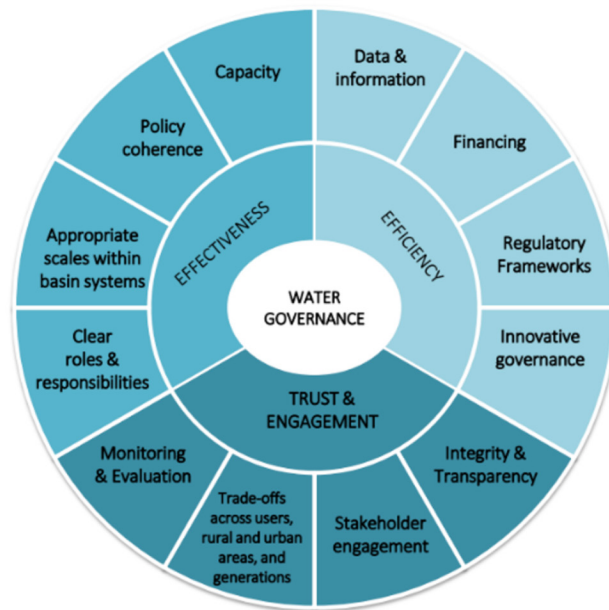 Capacity
Data &
information
Policy
coherence
Financing
Appropriate
scales within
basin systems
EFFECTIVENESS
EFFICIENCY
Regulatory
Frameworks
WATER
GOVERNANCE
Clear
roles &
responsibilities
Innovative
governance
TRUST &
ENGAGEMENT
Monitoring
& Evaluation
Integrity &
Transparency
Trade-offs
across users,
rural and urban
areas, and
generations
Stakeholder
engagement